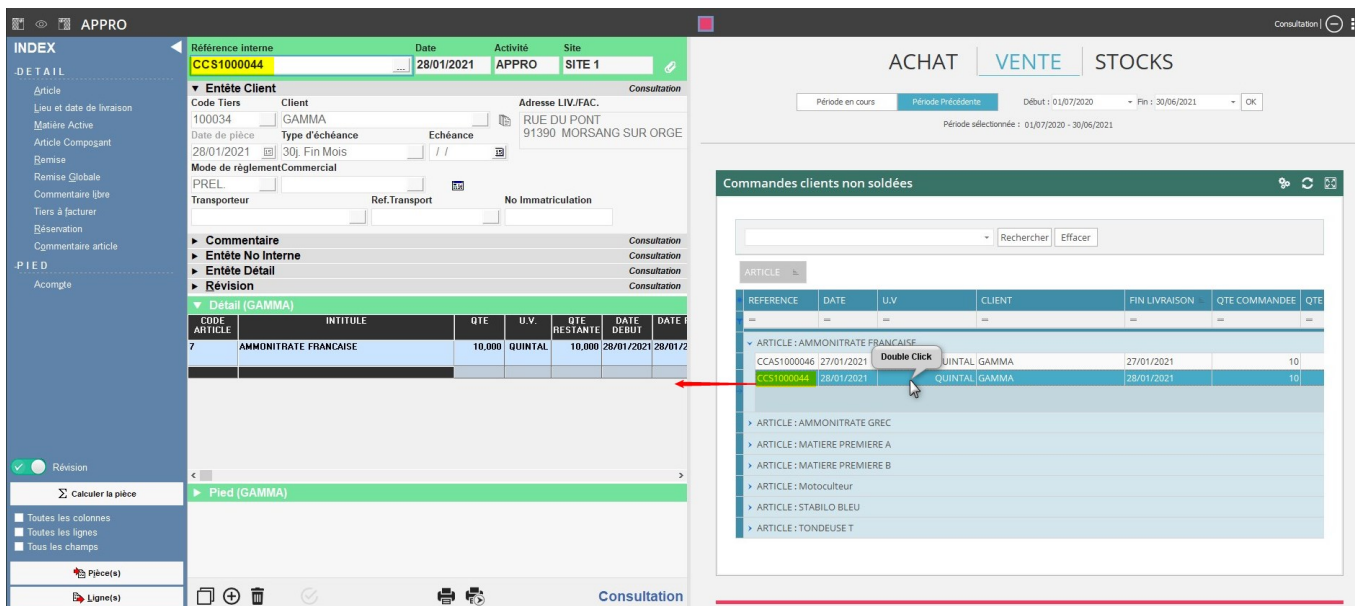 APPRO
Consultation
INDEX
DETAIL
Article
Lieu et date de livraison
Matière Active
Article Composant
Remise
Remise Globale
Commentaire libre
Tiers à facturer
Réservation
Commentaire article
PIED
Acompte
Révision
Σ Calculer la pièce
Toutes les colonnes
Toutes les lignes
Tous les champs
Pièce(s)
Ligne(s)
Référence interne Date Activité Site
CCS1000044 ... 28/01/2021 APPRO SITE 1
Entête Client Consultation
Code Tiers Client Adresse LIV./FAC.
100034 GAMMA RUE DU PONT
91390 MORSANG SUR ORGE
Date de pièce Type d'échéance Echéance
28/01/2021 30j. Fin Mois / /
Mode de règlement Commercial
PREL.
Transporteur Ref.Transport No Immatriculation
Commentaire Consultation
Entête No Interne Consultation
Entête Détail Consultation
Révision Consultation
Détail (GAMMA)
CODE ARTICLE INTITULE QTE U.V. QTE RESTANTE DATE DEBUT DATE F
7 AMMONITRATE FRANCAISE 10,000 QUINTAL 10,000 28/01/2021 28/01/2
Pied (GAMMA)
Consultation
ACHAT VENTE STOCKS
Période en cours Période Précédente Début : 01/07/2020 Fin : 30/06/2021 OK
Période sélectionnée : 01/07/2020 - 30/06/2021
Commandes clients non soldées
Rechercher Effacer
ARTICLE
REFERENCE DATE U.V CLIENT FIN LIVRAISON QTE COMMANDEE QTE
= = = = = = =
ARTICLE : AMMONITRATE FRANCAISE
CCAS1000046 27/01/2021 UINTAL GAMMA 27/01/2021 10
Double Click
CCS1000044 28/01/2021 QUINTAL GAMMA 28/01/2021 10
ARTICLE : AMMONITRATE GREC
ARTICLE : MATIERE PREMIERE A
ARTICLE : MATIERE PREMIERE B
ARTICLE : Motoculteur
ARTICLE : STABILO BLEU
ARTICLE : TONDEUSE T